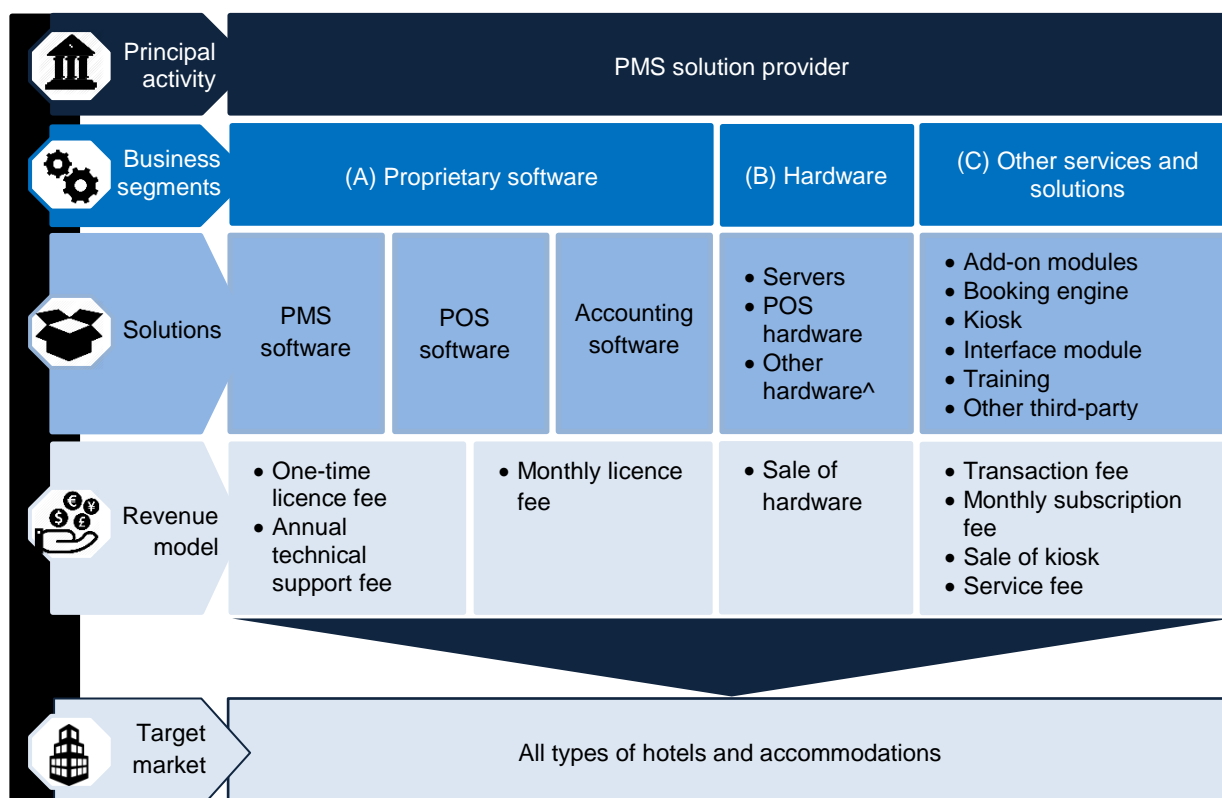 Principal
activity
PMS solution provider
Business
segments
(A) Proprietary software
(B) Hardware
(C) Other services and
solutions
Solutions
PMS
software
POS
software
Accounting
software
• Servers
• POS
hardware
• Other
hardware^
• Add-on modules
• Booking engine
• Kiosk
• Interface module
• Training
• Other third-party
Revenue
model
• One-time
licence fee
• Annual
technical
support fee
• Monthly licence
fee
• Sale of
hardware
• Transaction fee
• Monthly subscription
fee
• Sale of kiosk
• Service fee
Target
market
All types of hotels and accommodations